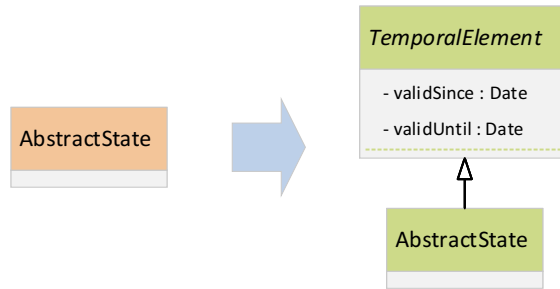 AbstractState
TemporalElement
- validSince : Date
- validUntil : Date
AbstractState